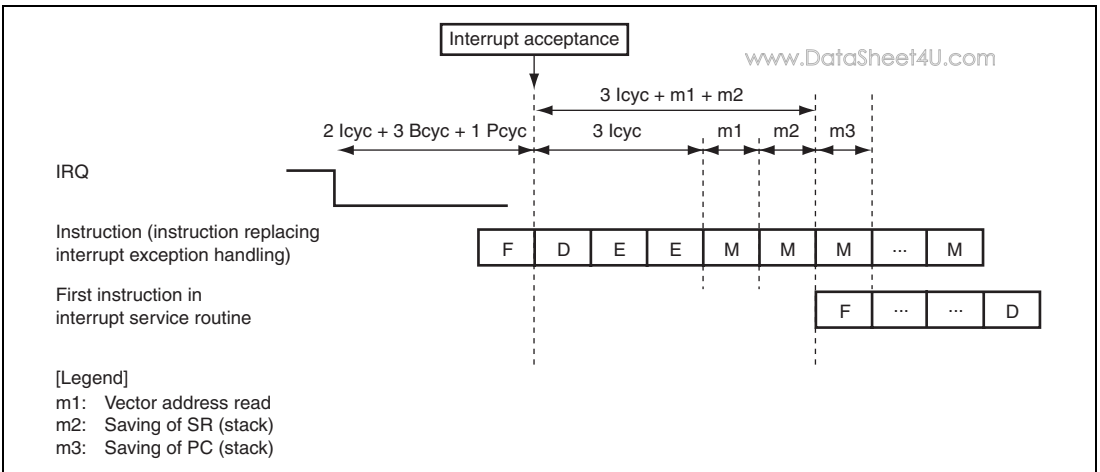 Interrupt acceptance
www.DataSheet4U.com
3 Icyc + m1 + m2
2 Icyc + 3 Bcyc + 1 Pcyc 3 Icyc m1 m2 m3
IRQ
Instruction (instruction replacing
interrupt exception handling)
F D E E M M M ... M
First instruction in
interrupt service routine
F ... ... D
[Legend]
m1: Vector address read
m2: Saving of SR (stack)
m3: Saving of PC (stack)